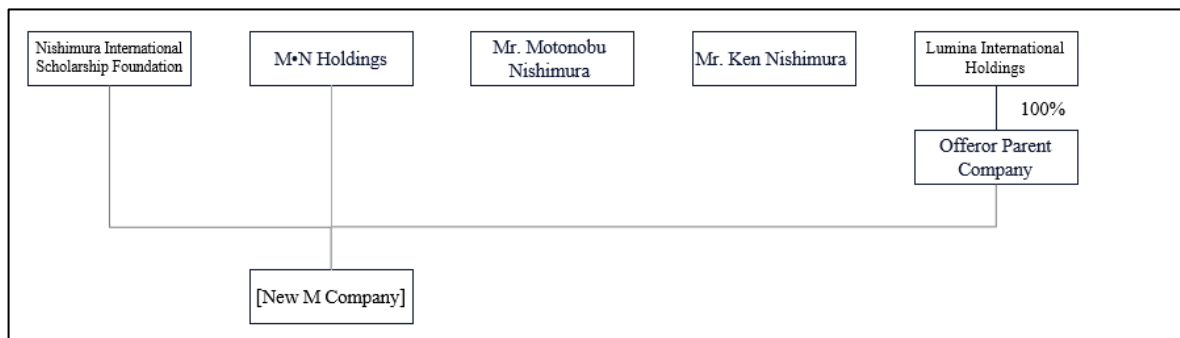 Nishimura International
Scholarship Foundation
M•N Holdings
Mr. Motonobu
Nishimura
Mr. Ken Nishimura
Lumina International
Holdings
100%
Offeror Parent
Company
[New M Company]